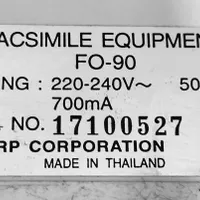 ACSIMILE EQUIPMEN
FO-90
NG : 220-240V~ 50
700mA
NO. 17100527
RP CORPORATION
MADE IN THAILAND